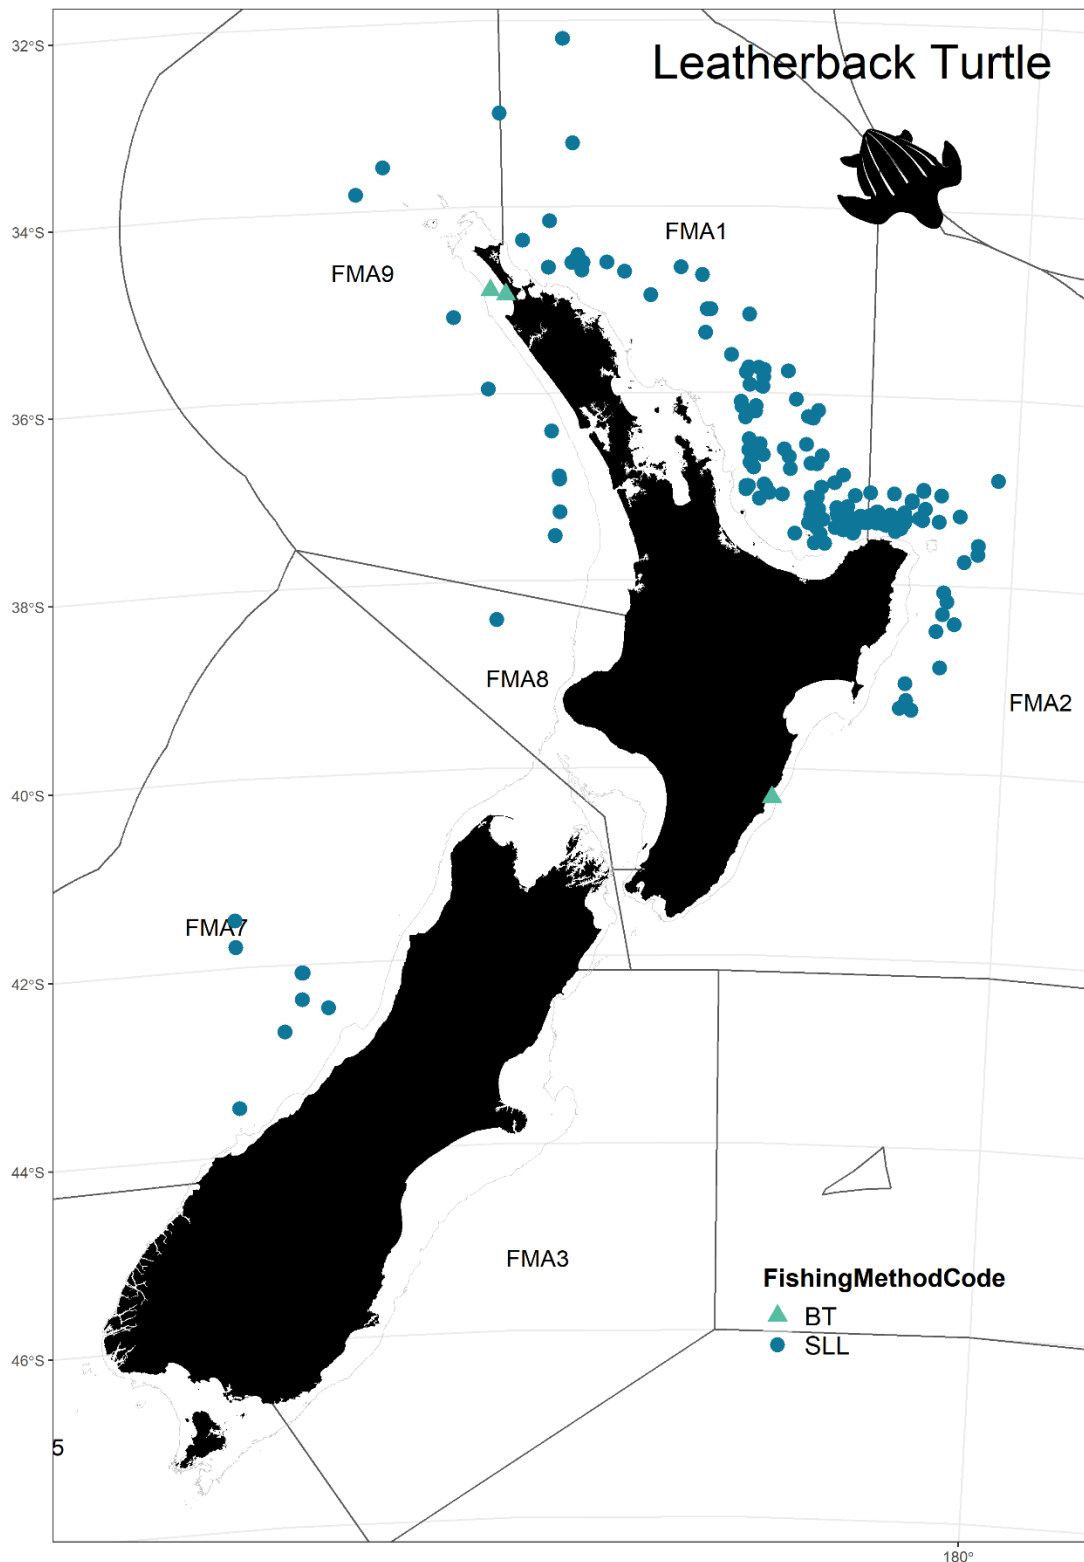 32°S
Leatherback Turtle
34°S
FMA1
FMA9
36°S
38°S
FMA8
FMA2
40°S
FMA7
42°S
44°S
FMA3
FishingMethodCode
BT
SLL
46°S
5
180°